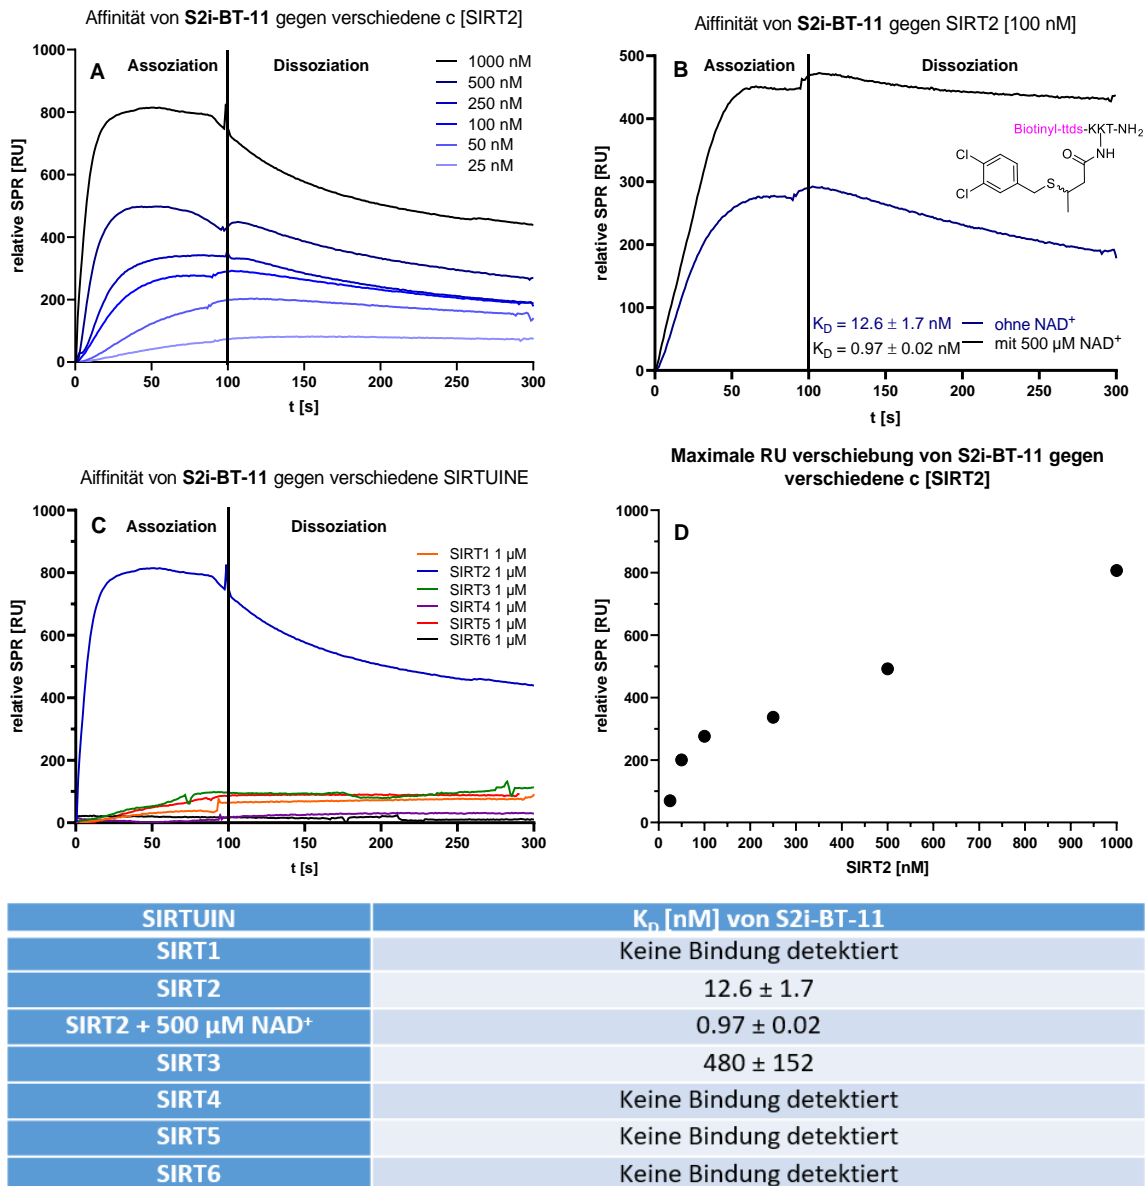 Affinität von S2i-BT-11 gegen verschiedene c [SIRT2]
A
Assoziation
Dissoziation
1000 nM
500 nM
250 nM
100 nM
50 nM
25 nM
relative SPR [RU]
1000
800
600
400
200
0
0 50 100 150 200 250 300
t [s]
Aiffinität von S2i-BT-11 gegen SIRT2 [100 nM]
B
Assoziation
Dissoziation
Biotinyl-ttds-KKT-NH2
O
NH
Cl
Cl
S
KD = 12.6 ± 1.7 nM
ohne NAD+
KD = 0.97 ± 0.02 nM
mit 500 µM NAD+
relative SPR [RU]
500
400
300
200
100
0
0 50 100 150 200 250 300
t [s]
Aiffinität von S2i-BT-11 gegen verschiedene SIRTUINE
C
Assoziation
Dissoziation
SIRT1 1 µM
SIRT2 1 µM
SIRT3 1 µM
SIRT4 1 µM
SIRT5 1 µM
SIRT6 1 µM
relative SPR [RU]
1000
800
600
400
200
0
0 50 100 150 200 250 300
t [s]
Maximale RU verschiebung von S2i-BT-11 gegen
verschiedene c [SIRT2]
D
relative SPR [RU]
1000
800
600
400
200
0
0 100 200 300 400 500 600 700 800 900 1000
SIRT2 [nM]
SIRTUIN KD [nM] von S2i-BT-11
SIRT1 Keine Bindung detektiert
SIRT2 12.6 ± 1.7
SIRT2 + 500 µM NAD+ 0.97 ± 0.02
SIRT3 480 ± 152
SIRT4 Keine Bindung detektiert
SIRT5 Keine Bindung detektiert
SIRT6 Keine Bindung detektiert